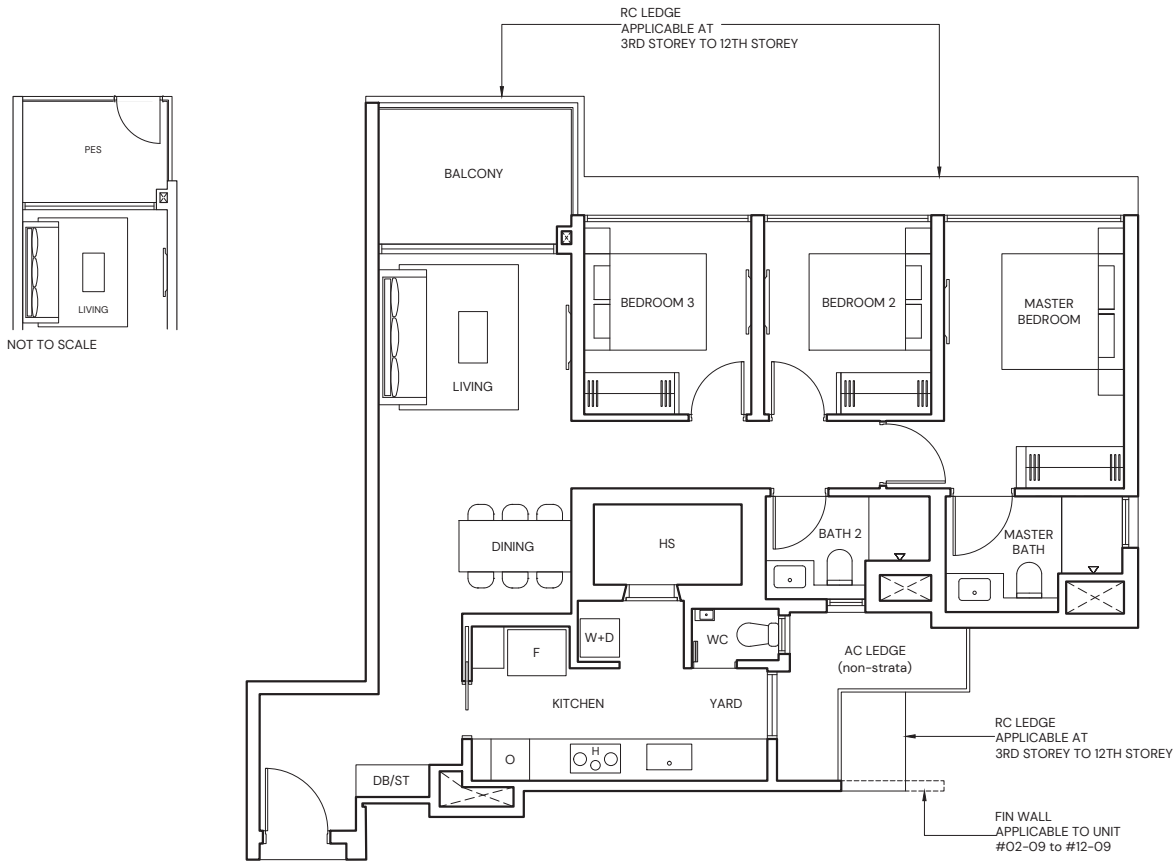 RC LEDGE
APPLICABLE AT
3RD STOREY TO 12TH STOREY
PES
LIVING
NOT TO SCALE
BALCONY
BEDROOM 3
BEDROOM 2
MASTER
BEDROOM
LIVING
DINING
HS
BATH 2
MASTER
BATH
W+D
WC
F
AC LEDGE
(non-strata)
KITCHEN
YARD
RC LEDGE
APPLICABLE AT
3RD STOREY TO 12TH STOREY
O
H
DB/ST
FIN WALL
APPLICABLE TO UNIT
#02-09 to #12-09